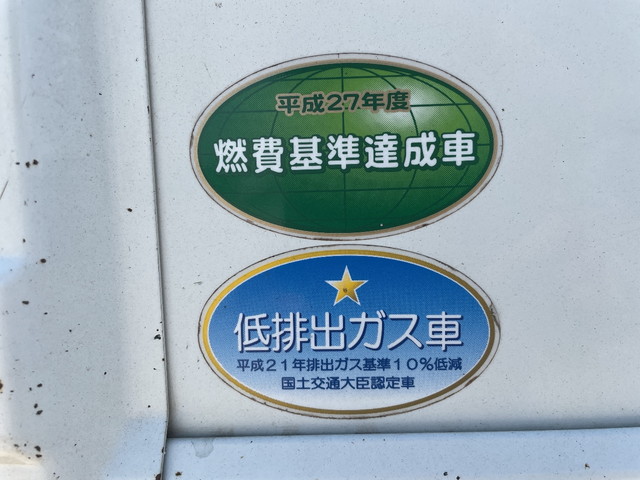 平成27年度
燃費基準達成車
低排出ガス車
平成21年排出ガス基準10%低減
国土交通大臣認定車